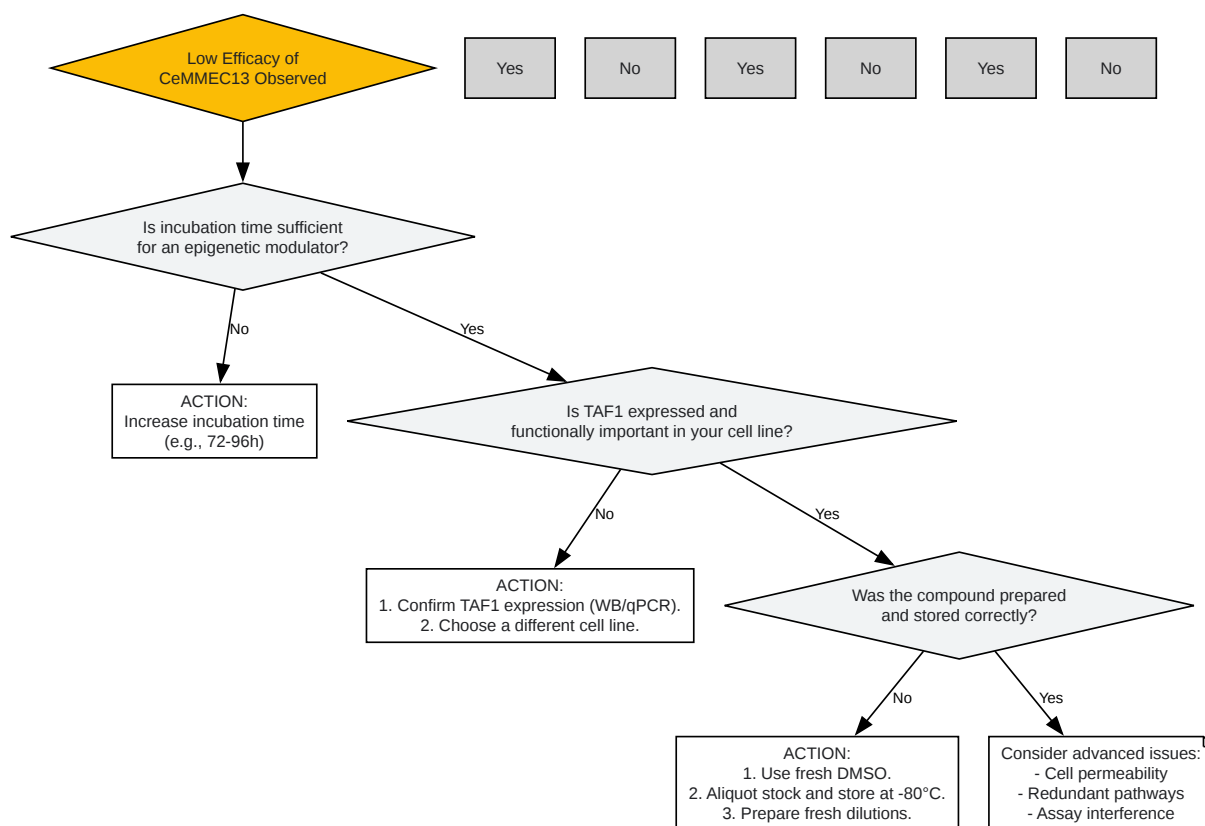 Low Efficacy of
CeMMEC13 Observed
Yes
No
Yes
No
Yes
No
Is incubation time sufficient
for an epigenetic modulator?
No
Yes
ACTION:
Increase incubation time
(e.g., 72-96h)
Is TAF1 expressed and
functionally important in your cell line?
No
Yes
ACTION:
1. Confirm TAF1 expression (WB/qPCR).
2. Choose a different cell line.
Was the compound prepared
and stored correctly?
No
Yes
ACTION:
1. Use fresh DMSO.
2. Aliquot stock and store at -80°C.
3. Prepare fresh dilutions.
Consider advanced issues:
- Cell permeability
- Redundant pathways
- Assay interference